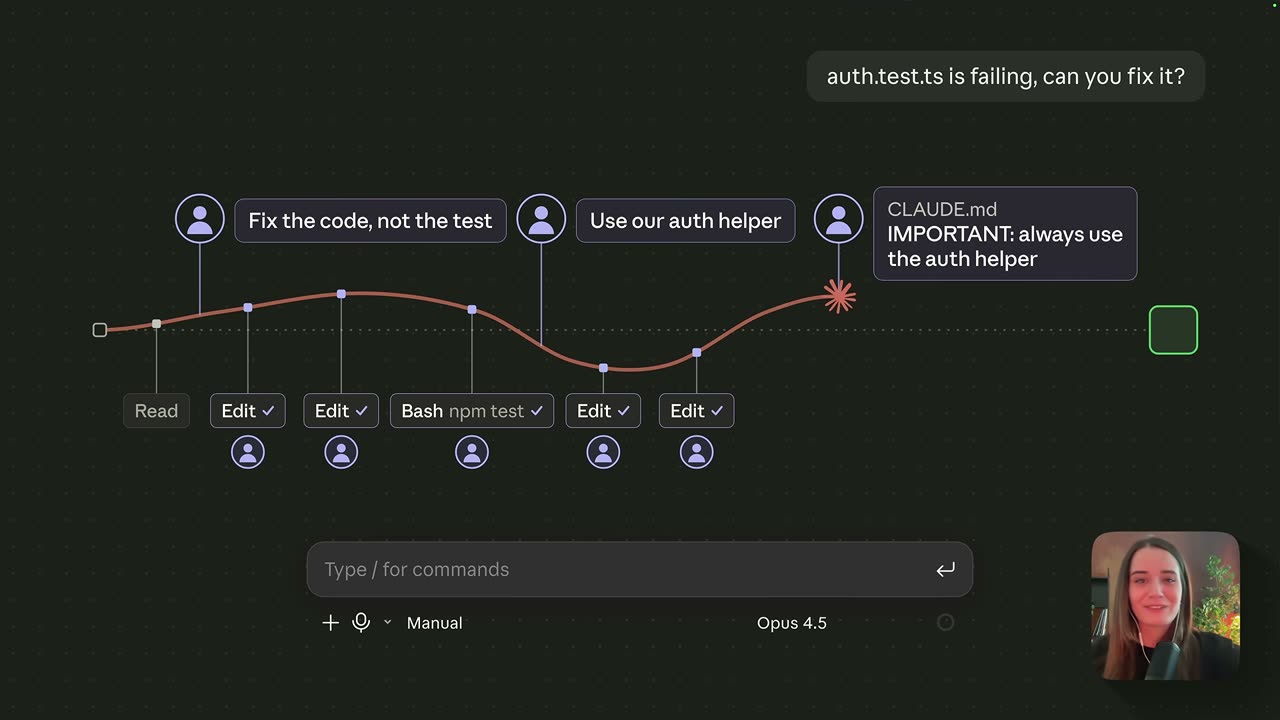 auth.test.ts is failing, can you fix it?
Fix the code, not the test
Use our auth helper
CLAUDE.md
IMPORTANT: always use
the auth helper
Read
Edit
Edit
Bash npm test
Edit
Edit
Type / for commands
Manual
Opus 4.5